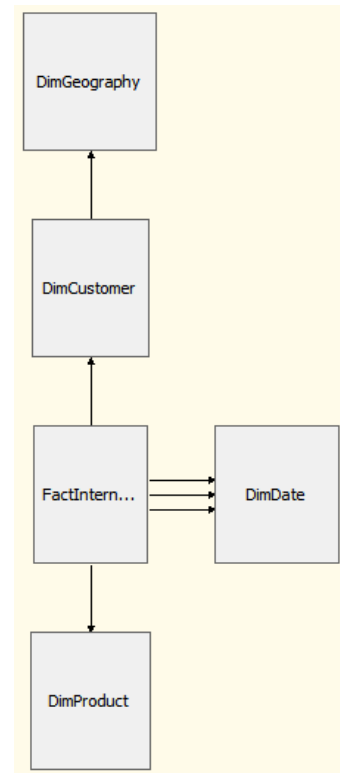 DimGeography
DimCustomer
FactIntern...
DimDate
DimProduct